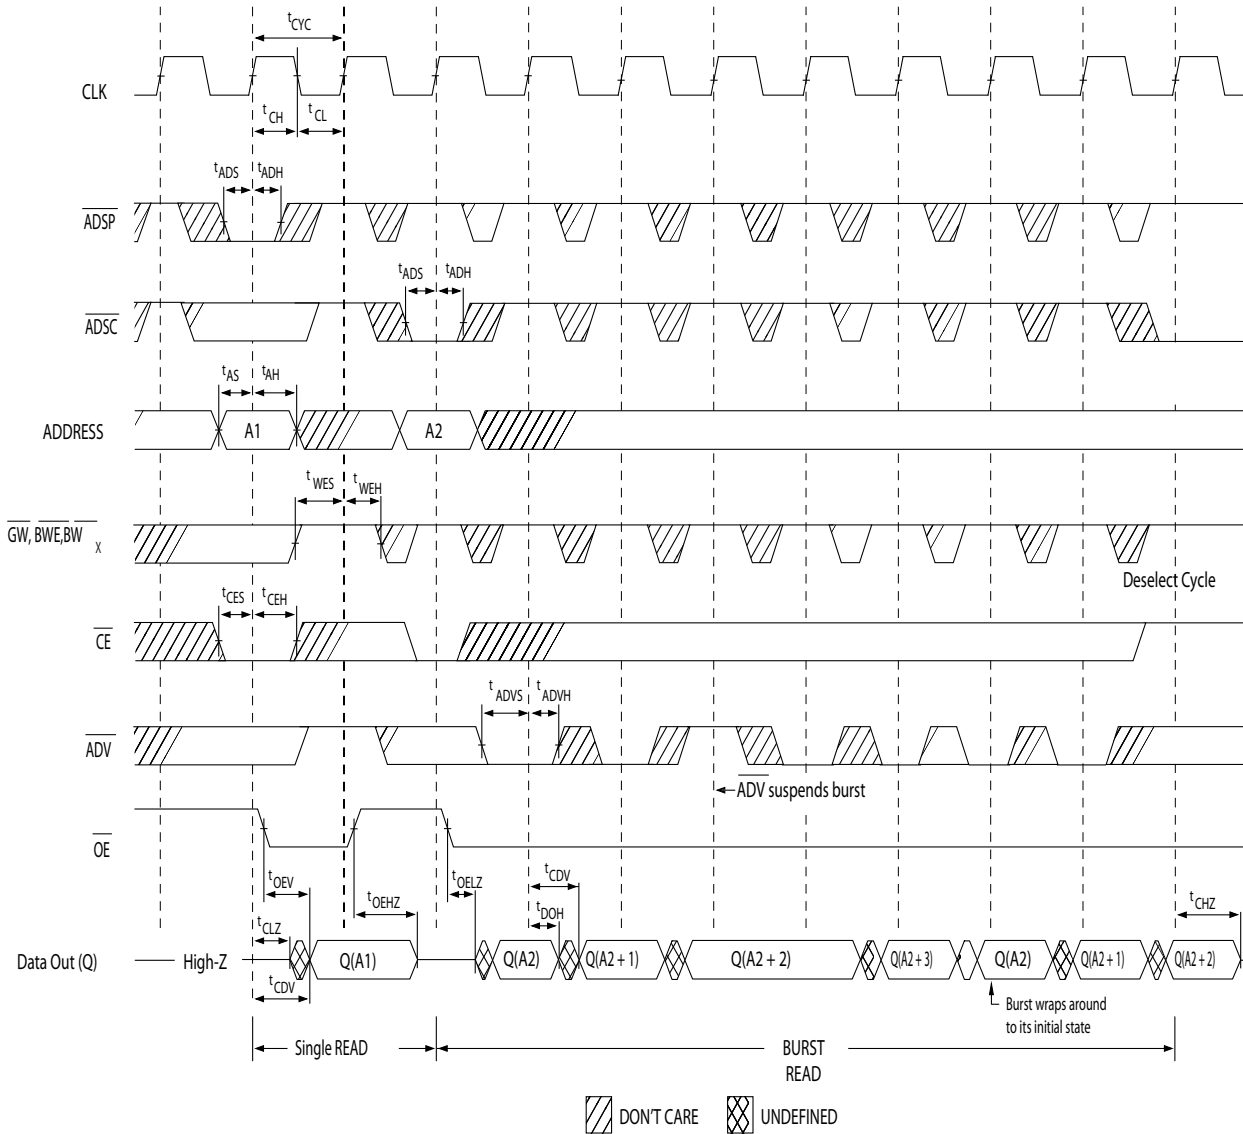 tCYC
CLK
tCH
tCL
tADS
tADH
ADSP
tADS
tADH
ADSC
tAS
tAH
ADDRESS
A1
A2
tWES
tWEH
GW, BWE,BW X
Deselect Cycle
tCES
tCEH
CE
tADVS
tADVH
ADV
ADV suspends burst
OE
tOEV
tOEHZ
tOELZ
tCDV
tDOH
tCHZ
tCLZ
Data Out (Q)
High-Z
Q(A1)
Q(A2)
Q(A2 + 1)
Q(A2 + 2)
Q(A2 + 3)
Q(A2)
Q(A2 + 1)
Q(A2 + 2)
tCDV
Burst wraps around
to its initial state
Single READ
BURST
READ
DON'T CARE
UNDEFINED